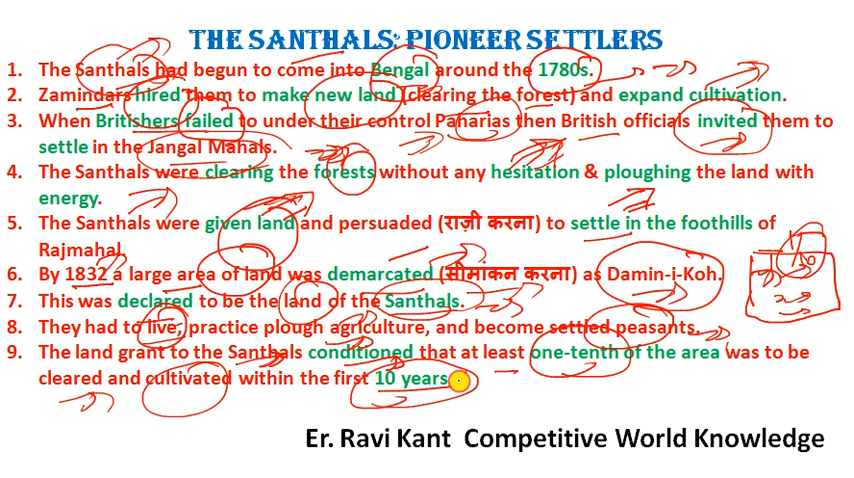 THE SANTHALS: PIONEER SETTLERS
1. The Santhals had begun to come into Bengal around the 1780s.
2. Zamindars hired them to make new land (clearing the forest) and expand cultivation.
3. When Britishers failed to under their control Paharias then British officials invited them to
settle in the Jangal Mahals.
4. The Santhals were clearing the forests without any hesitation & ploughing the land with
energy.
5. The Santhals were given land and persuaded (राज़ी करना) to settle in the foothills of
Rajmahal.
6. By 1832 a large area of land was demarcated (सीमांकन करना) as Damin-i-Koh.
7. This was declared to be the land of the Santhals.
8. They had to live, practice plough agriculture, and become settled peasants.
9. The land grant to the Santhals conditioned that at least one-tenth of the area was to be
cleared and cultivated within the first 10 years
1/10
Er. Ravi Kant Competitive World Knowledge